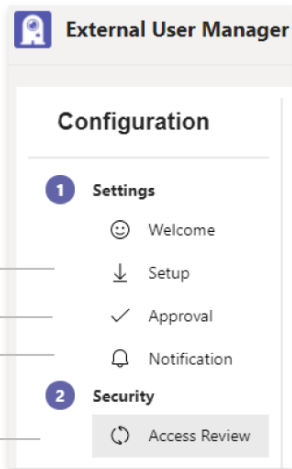 External User Manager
Configuration
1 Settings
Welcome
Setup
Approval
Notification
2 Security
Access Review